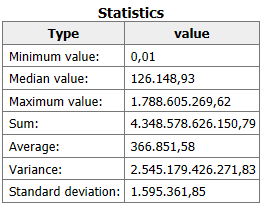 Statistics
Type value
Minimum value: 0,01
Median value: 126.148,93
Maximum value: 1.788.605.269,62
Sum: 4.348.578.626.150,79
Average: 366.851,58
Variance: 2.545.179.426.271,83
Standard deviation: 1.595.361,85